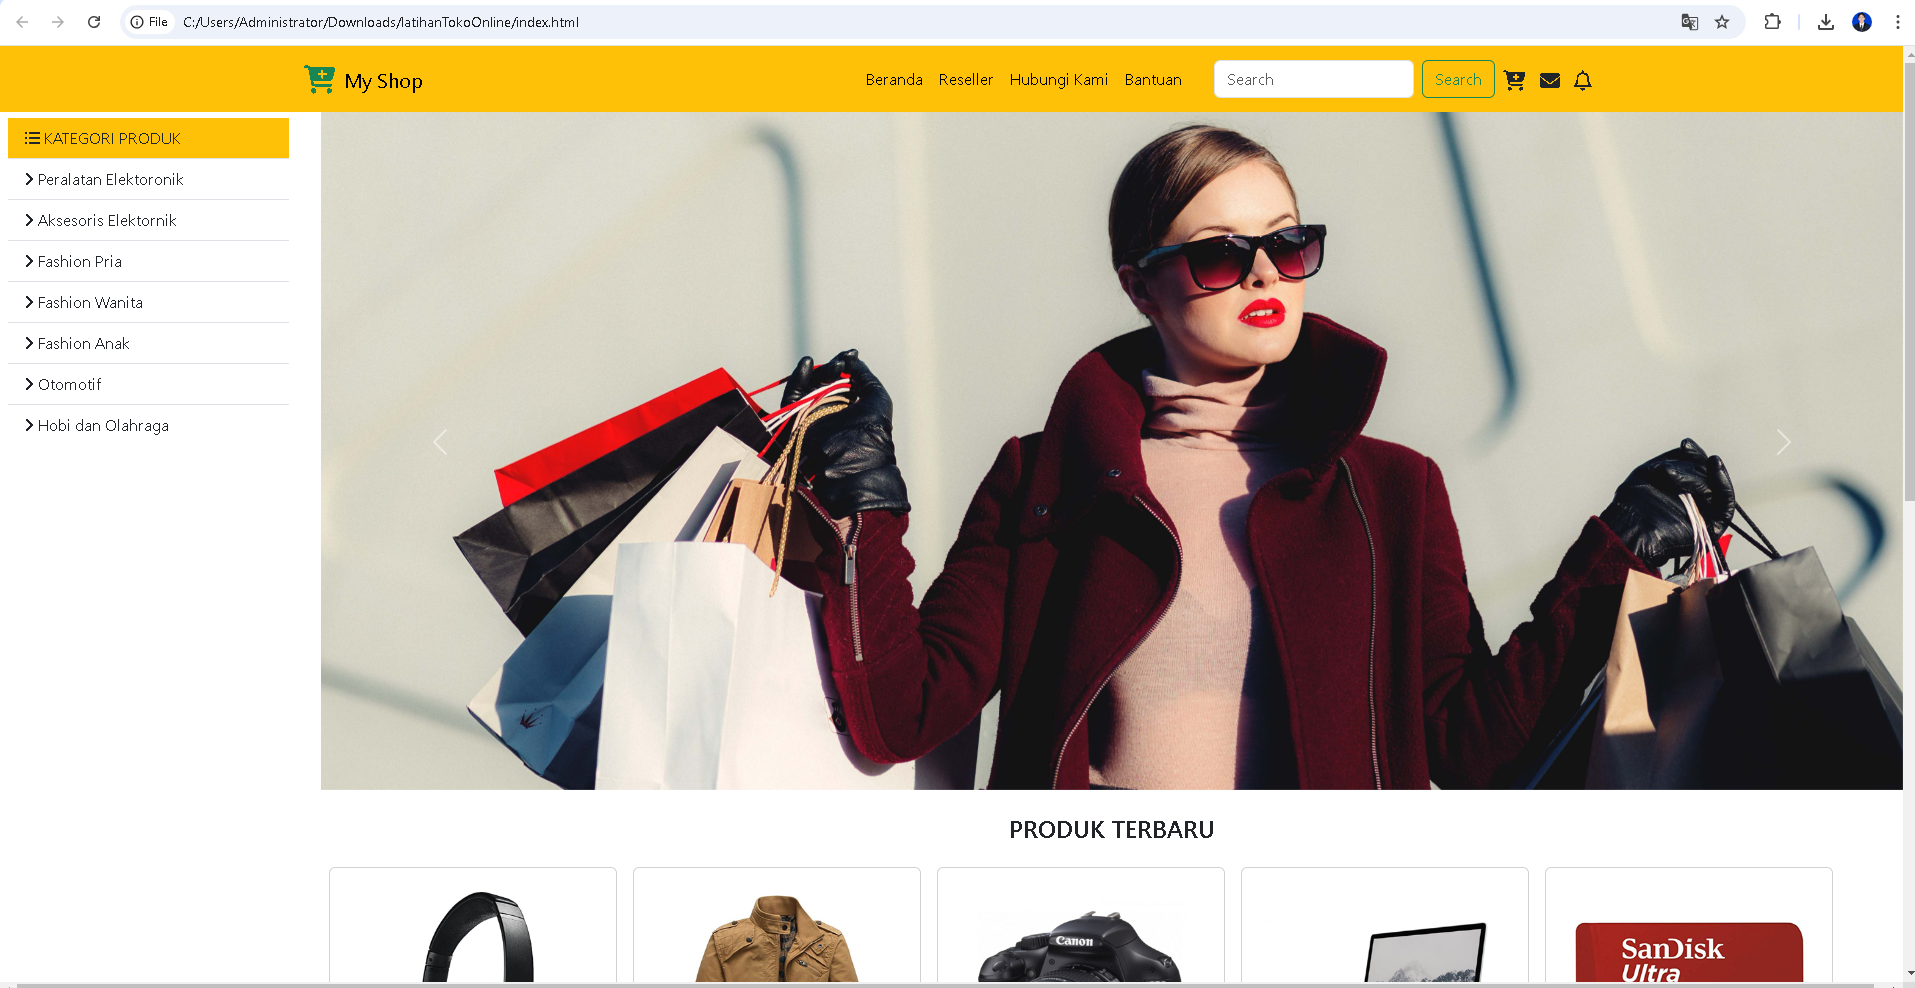 File C:/Users/Administrator/Downloads/latihanTokoOnline/index.html
My Shop Beranda Reseller Hubungi Kami Bantuan Search Search
KATEGORI PRODUK
Peralatan Elektoronik
Aksesoris Elektornik
Fashion Pria
Fashion Wanita
Fashion Anak
Otomotif
Hobi dan Olahraga
PRODUK TERBARU
Canon
SanDisk
Ultra